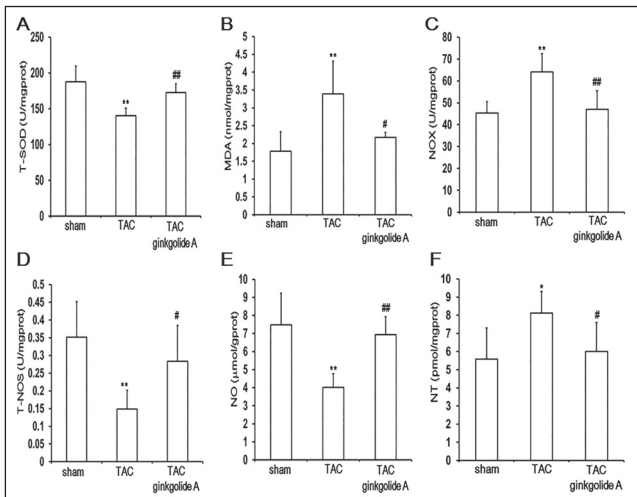 A
T-SOD (U/mgprot)
250
200
150
100
50
0
**
##
sham
TAC
TAC
ginkgolide A
B
MDA (nmol/mgprot)
5
4.5
4
3.5
3
2.5
2
1.5
1
0.5
0
**
#
sham
TAC
TAC
ginkgolide A
C
NOX (U/mgprot)
80
70
60
50
40
30
20
10
0
**
##
sham
TAC
TAC
ginkgolide A
D
T-NOS (U/mgprot)
0.5
0.45
0.4
0.35
0.3
0.25
0.2
0.15
0.1
0.05
0
**
#
sham
TAC
TAC
ginkgolide A
E
NO (μmol/gprot)
10
9
8
7
6
5
4
3
2
1
0
**
##
sham
TAC
TAC
ginkgolide A
F
NT (pmol/mgprot)
10
9
8
7
6
5
4
3
2
1
0
*
#
sham
TAC
TAC
ginkgolide A